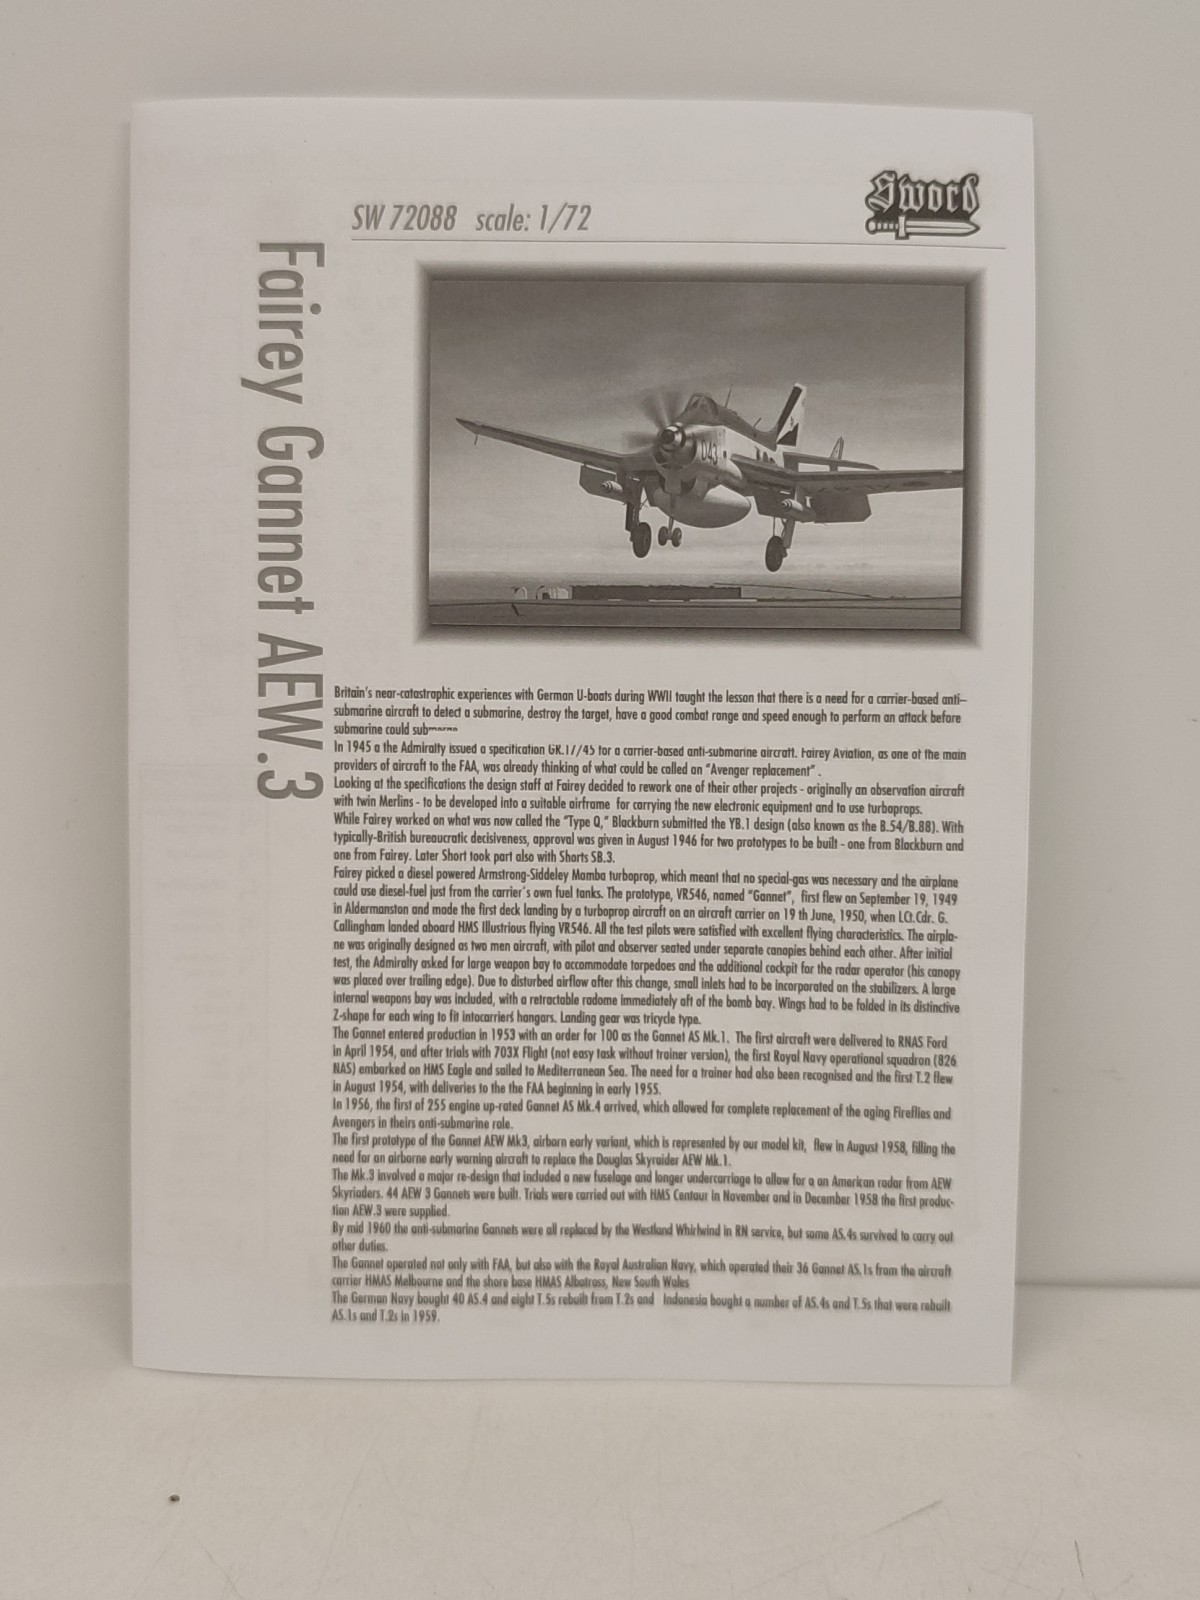 Sword
SW 72088 scale: 1/72
Fairey Gannet AEW.3
043
Britain's near-catastrophic experiences with German U-boats during WWII taught the lesson that there is a need for a carrier-based anti-
submarine aircraft to detect a submarine, destroy the target, have a good combat range and speed enough to perform an attack before
submarine could
In 1945 a the Admiralty issued a specification GR.17/45 for a carrier-based anti-submarine aircraft. Fairey Aviation, as one of the main
providers of aircraft to the FAA, was already thinking of what could be called an "Avenger replacement" .
Looking at the specifications the design staff at Fairey decided to rework one of their other projects - originally an observation aircraft
with twin Merlins - to be developed into a suitable airframe for carrying the new electronic equipment and to use turboprops.
While Fairey worked on what was now called the "Type Q," Blackburn submitted the YB.1 design (also known as the B.54/B.88). With
typically-British bureaucratic decisiveness, approval was given in August 1946 for two prototypes to be built - one from Blackburn and
one from Fairey. Later Short took part also with Shorts SB.3.
Fairey picked a diesel powered Armstrong-Siddeley Mamba turboprop, which meant that no special-gas was necessary and the airplane
could use diesel-fuel just from the carrier's own fuel tanks. The prototype, VR546, named "Gannet", first flew on September 19, 1949
in Aldermanston and made the first deck landing by a turboprop aircraft on an aircraft carrier on 19 th June, 1950, when LCt.Cdr. G.
Callingham landed aboard HMS Illustrious flying VR546. All the test pilots were satisfied with excellent flying characteristics. The airpla-
ne was originally designed as two men aircraft, with pilot and observer seated under separate canopies behind each other. After initial
test, the Admiralty asked for large weapon bay to accommodate torpedoes and the additional cockpit for the radar operator (his canopy
was placed over trailing edge). Due to disturbed airflow after this change, small inlets had to be incorporated on the stabilizers. A large
internal weapons bay was included, with a retractable radome immediately aft of the bomb bay. Wings had to be folded in its distinctive
Z-shape for each wing to fit intocarriers' hangars. Landing gear was tricycle type.
The Gannet entered production in 1953 with an order for 100 as the Gannet AS Mk.1. The first aircraft were delivered to RNAS Ford
in April 1954, and after trials with 703X Flight (not easy task without trainer version), the first Royal Navy operational squadron (826
NAS) embarked on HMS Eagle and sailed to Mediterranean Sea. The need for a trainer had also been recognised and the first T.2 flew
in August 1954, with deliveries to the the FAA beginning in early 1955.
In 1956, the first of 255 engine up-rated Gannet AS Mk.4 arrived, which allowed for complete replacement of the aging Fireflies and
Avengers in theirs anti-submarine role.
The first prototype of the Gannet AEW Mk3, airborn early variant, which is represented by our model kit, flew in August 1958, filling the
need for an airborne early warning aircraft to replace the Douglas Skyraider AEW Mk.1.
The Mk.3 involved a major re-design that included a new fuselage and longer undercarriage to allow for a an American radar from AEW
Skyriaders. 44 AEW 3 Gannets were built. Trials were carried out with HMS Centaur in November and in December 1958 the first produc-
tion AEW.3 were supplied.
By mid 1960 the anti-submarine Gannets were all replaced by the Westland Whirlwind in RN service, but some AS.4s survived to carry out
other duties.
The Gannet operated not only with FAA, but also with the Royal Australian Navy, which operated their 36 Gannet AS.1s from the aircraft
carrier HMAS Melbourne and the shore base HMAS Albatross, New South Wales
The German Navy bought 40 AS.4 and eight T.5s rebuilt from T.2s and Indonesia bought a number of AS.4s and T.5s that were rebuilt
AS.1s and T.2s in 1959.